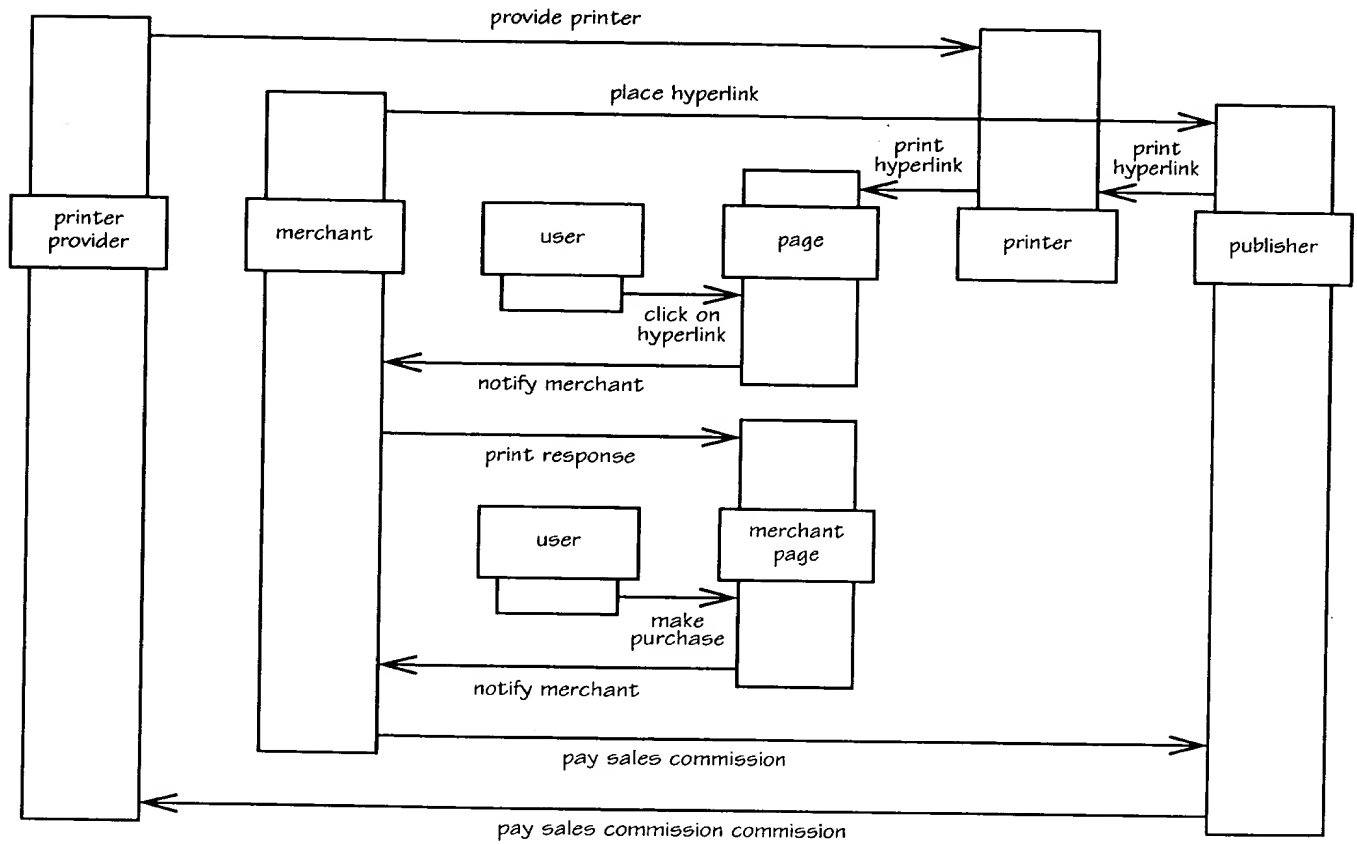 provide printer
place hyperlink
print
hyperlink
print
hyperlink
printer
provider
merchant
user
page
printer
publisher
click on
hyperlink
notify merchant
print response
user
merchant
page
make
purchase
notify merchant
pay sales commission
pay sales commission commission